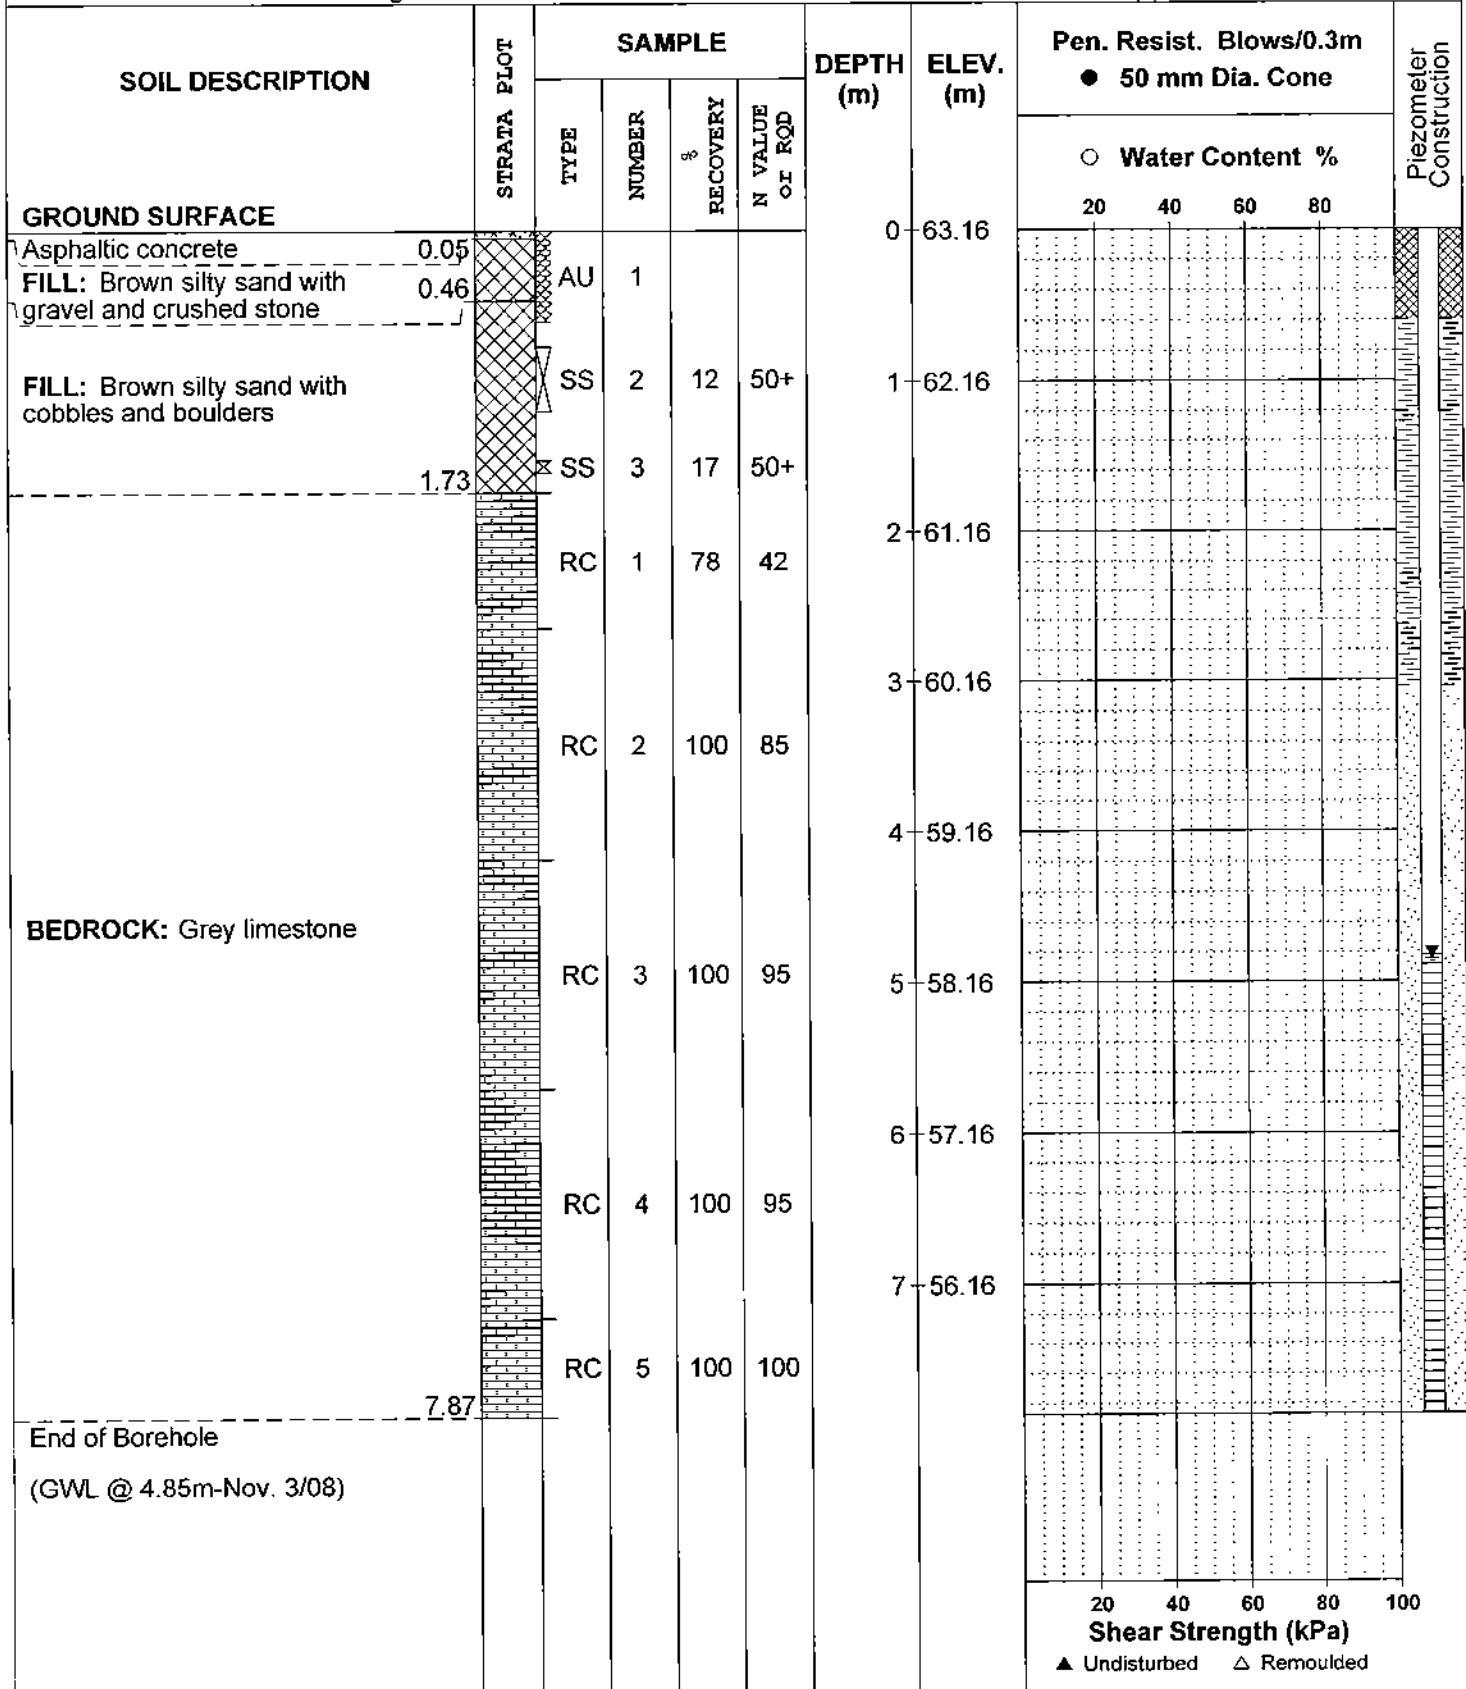 SOIL DESCRIPTION
STRATA PLOT
SAMPLE
TYPE
NUMBER
% RECOVERY
N VALUE or RQD
DEPTH (m)
ELEV. (m)
Pen. Resist. Blows/0.3m
● 50 mm Dia. Cone
○ Water Content %
Piezometer Construction
20 40 60 80
GROUND SURFACE
0 63.16
Asphaltic concrete 0.05
FILL: Brown silty sand with
gravel and crushed stone 0.46
AU 1
FILL: Brown silty sand with
cobbles and boulders
SS 2 12 50+
1 62.16
SS 3 17 50+
1.73
2 61.16
RC 1 78 42
3 60.16
RC 2 100 85
4 59.16
BEDROCK: Grey limestone
RC 3 100 95
5 58.16
6 57.16
RC 4 100 95
7 56.16
RC 5 100 100
7.87
End of Borehole
(GWL @ 4.85m-Nov. 3/08)
20 40 60 80 100
Shear Strength (kPa)
▲ Undisturbed △ Remoulded